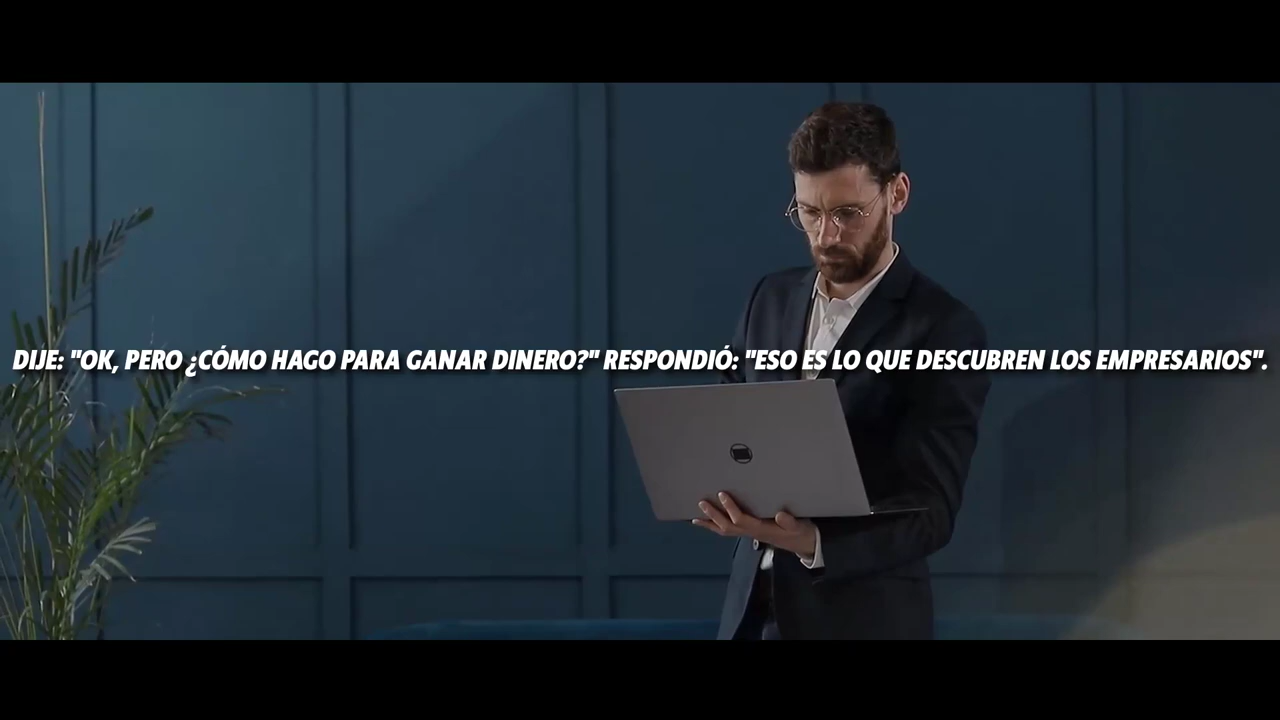 DIJE: "OK, PERO ¿CÓMO HAGO PARA GANAR DINERO?" RESPONDIÓ: "ESO ES LO QUE DESCUBREN LOS EMPRESARIOS".